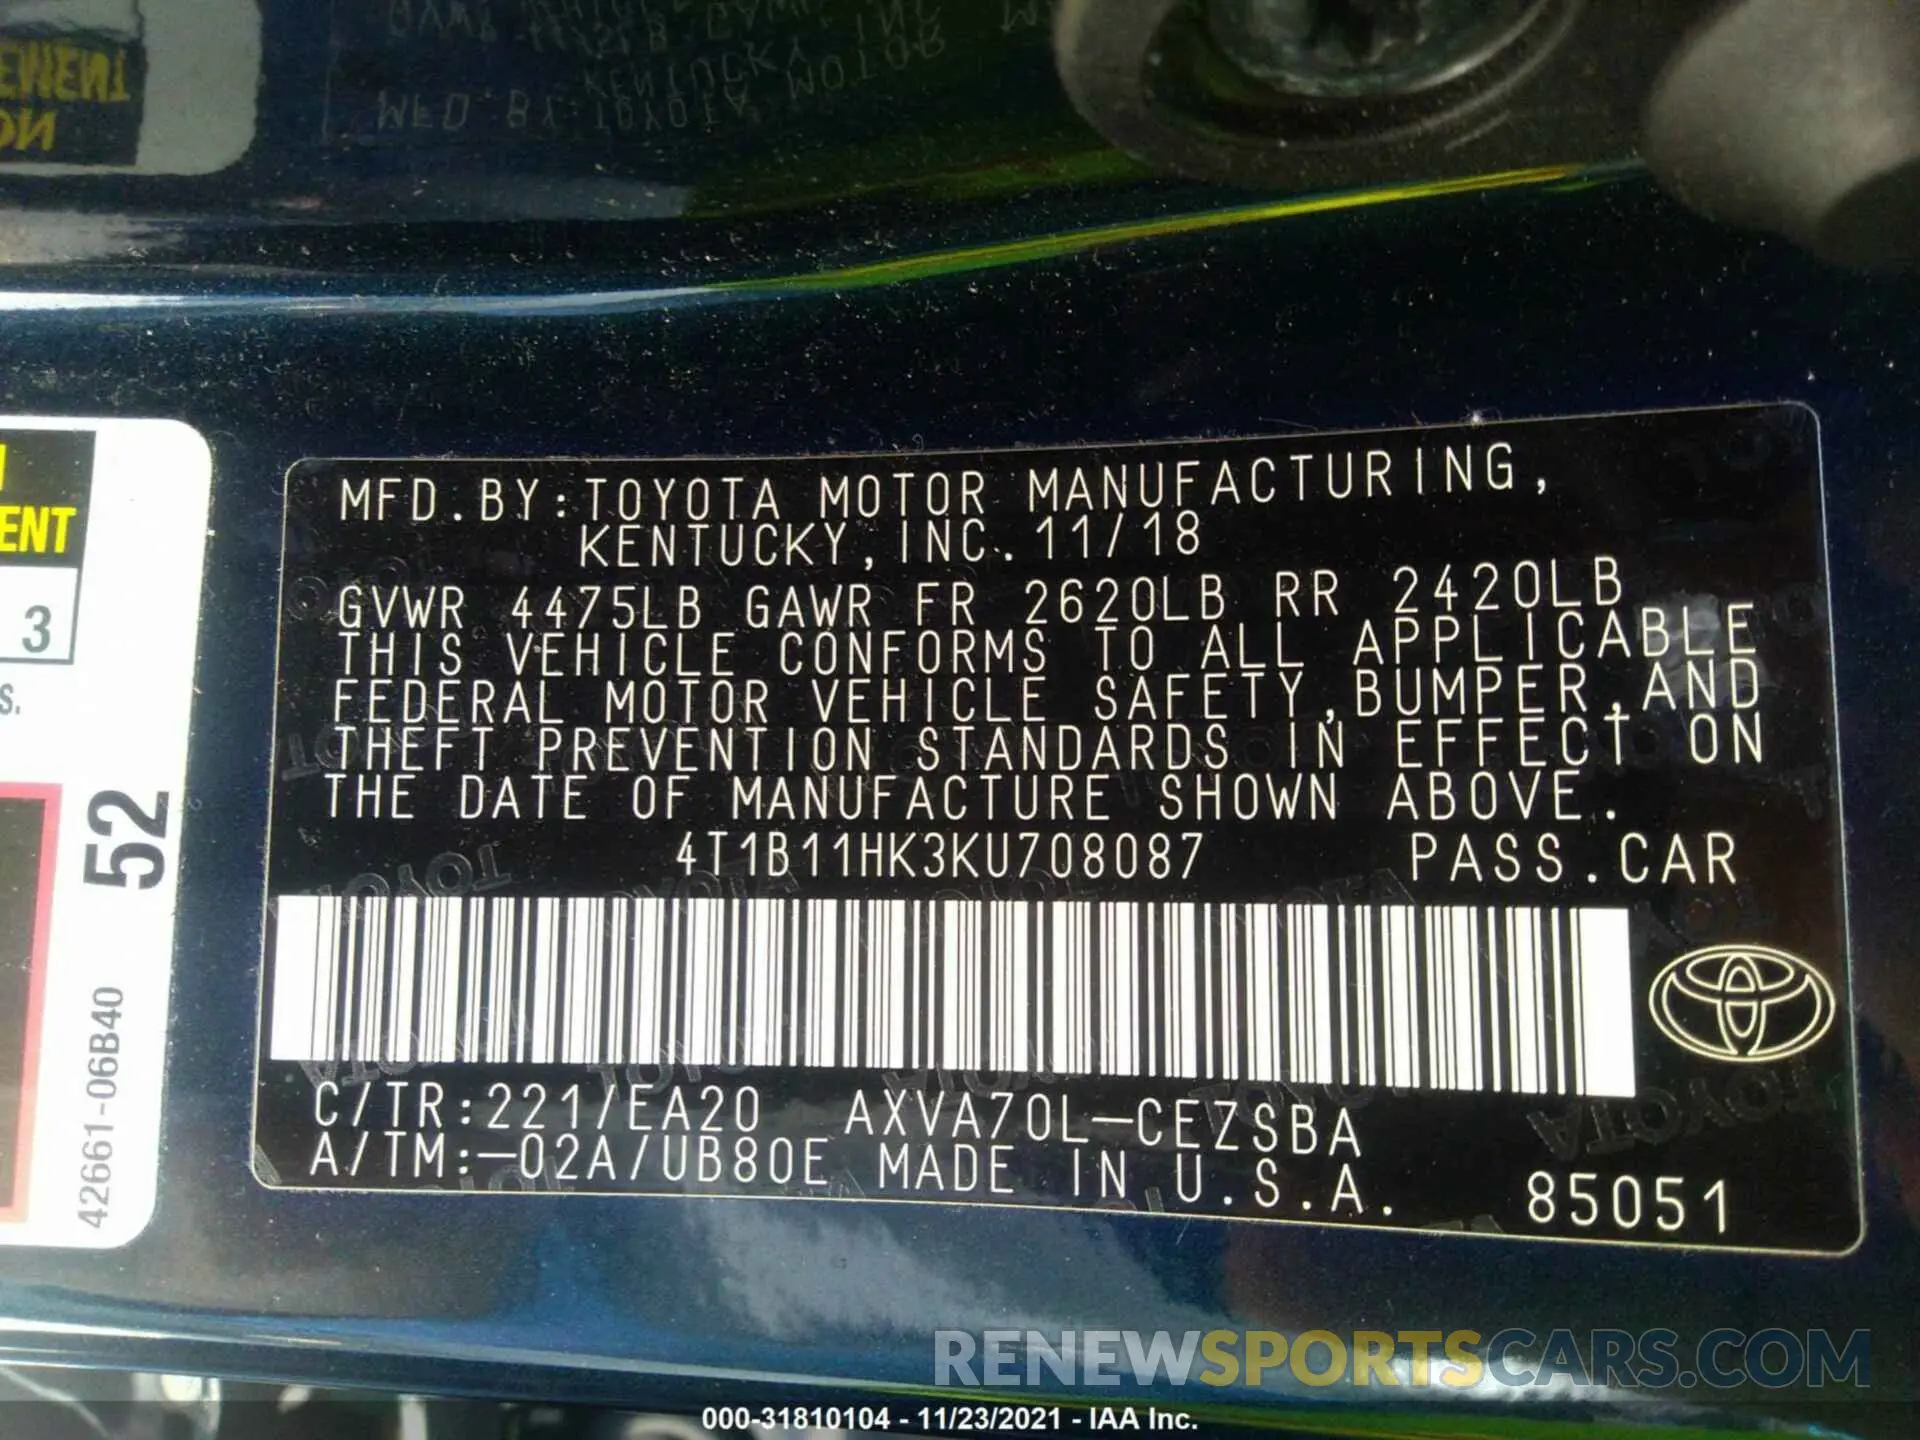 MFD. BY: TOYOTA MOTOR MANUFACTURING,
KENTUCKY, INC. 11/18
GVWR 4475LB GAWR FR 2620LB RR 2420LB
THIS VEHICLE CONFORMS TO ALL APPLICABLE
FEDERAL MOTOR VEHICLE SAFETY, BUMPER, AND
THEFT PREVENTION STANDARDS IN EFFECT ON
THE DATE OF MANUFACTURE SHOWN ABOVE.
4T1B11HK3KU708087 PASS. CAR
C/TR: 221/EA20 AXVA70L-CEZSBA
A/TM: -02A/UB80E MADE IN U.S.A. 85051
ENT
3
S.
52
42661-06B40
RENEWSPORTSCARS.COM
000-31810104 - 11/23/2021 - IAA Inc.